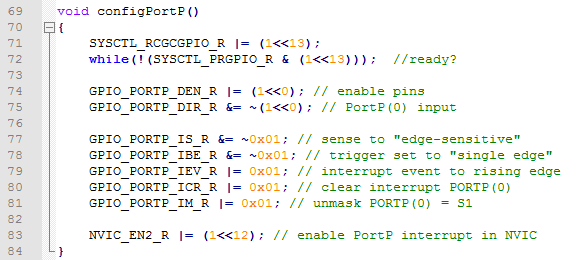 69 void configPortP()
70 {
71 SYSCTL_RCGCGPIO_R |= (1<<13);
72 while(!(SYSCTL_PRGPIO_R & (1<<13))); //ready?
73
74 GPIO_PORTP_DEN_R |= (1<<0); // enable pins
75 GPIO_PORTP_DIR_R &= ~(1<<0); // PortP(0) input
76
77 GPIO_PORTP_IS_R &= ~0x01; // sense to "edge-sensitive"
78 GPIO_PORTP_IBE_R &= ~0x01; // trigger set to "single edge"
79 GPIO_PORTP_IEV_R |= 0x01; // interrupt event to rising edge
80 GPIO_PORTP_ICR_R |= 0x01; // clear interrupt PORTP(0)
81 GPIO_PORTP_IM_R |= 0x01; // unmask PORTP(0) = S1
82
83 NVIC_EN2_R |= (1<<12); // enable PortP interrupt in NVIC
84 }